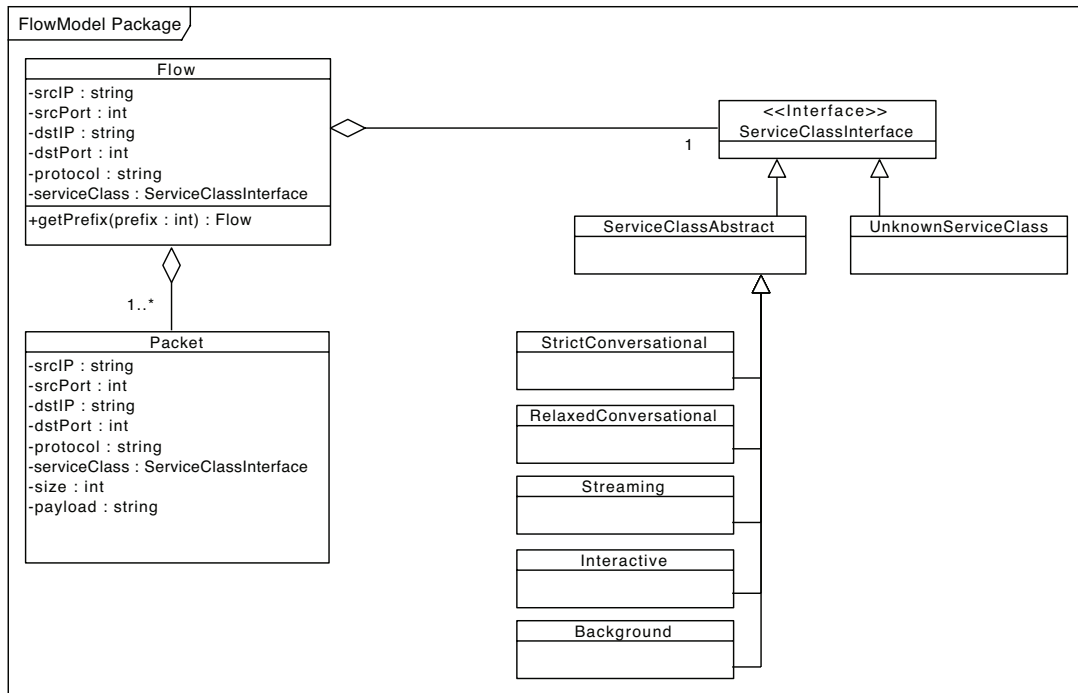 FlowModel Package
Flow
-srcIP : string
-srcPort : int
-dstIP : string
-dstPort : int
-protocol : string
-serviceClass : ServiceClassInterface
+getPrefix(prefix : int) : Flow
1
<<Interface>>
ServiceClassInterface
ServiceClassAbstract
UnknownServiceClass
1..*
Packet
-srcIP : string
-srcPort : int
-dstIP : string
-dstPort : int
-protocol : string
-serviceClass : ServiceClassInterface
-size : int
-payload : string
StrictConversational
RelaxedConversational
Streaming
Interactive
Background